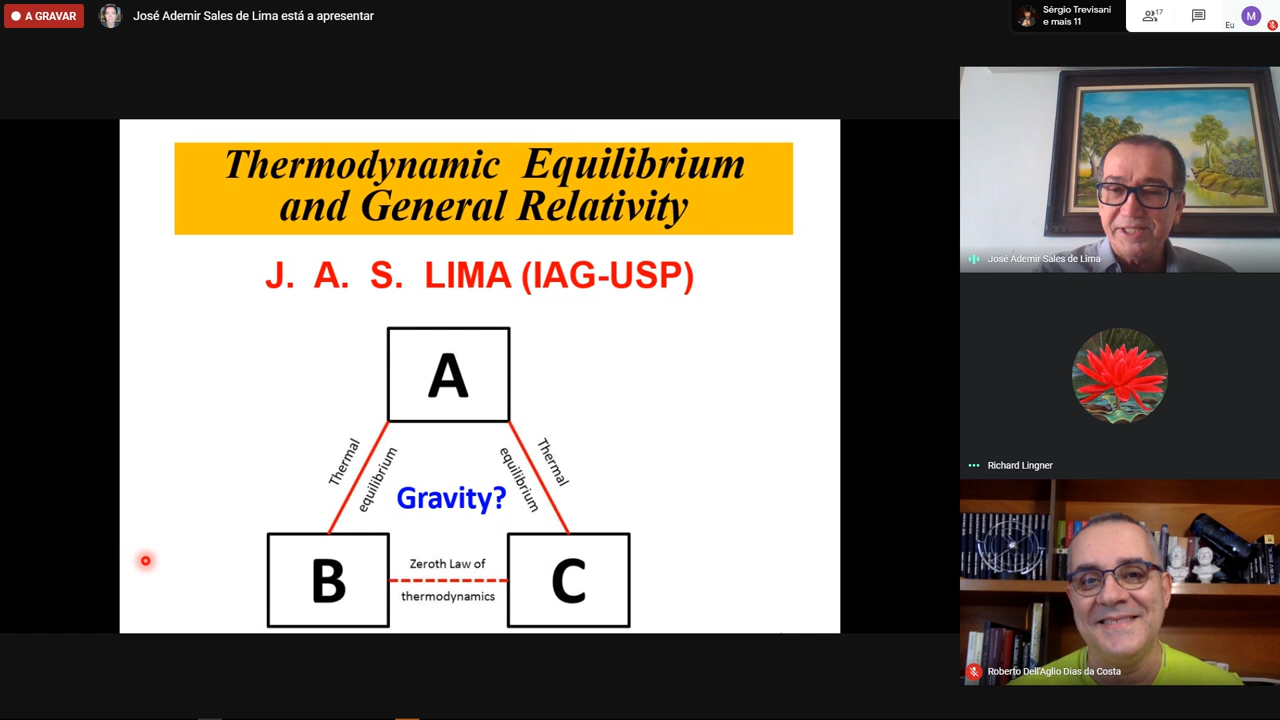 A GRAVAR
José Ademir Sales de Lima está a apresentar
Sérgio Trevisani
e mais 11
17
Eu
M
Thermodynamic Equilibrium
and General Relativity
J. A. S. LIMA (IAG-USP)
A
Thermal
equilibrium
Thermal
equilibrium
Gravity?
B
Zeroth Law of
thermodynamics
C
José Ademir Sales de Lima
Richard Lingner
Roberto Dell'Aglio Dias da Costa